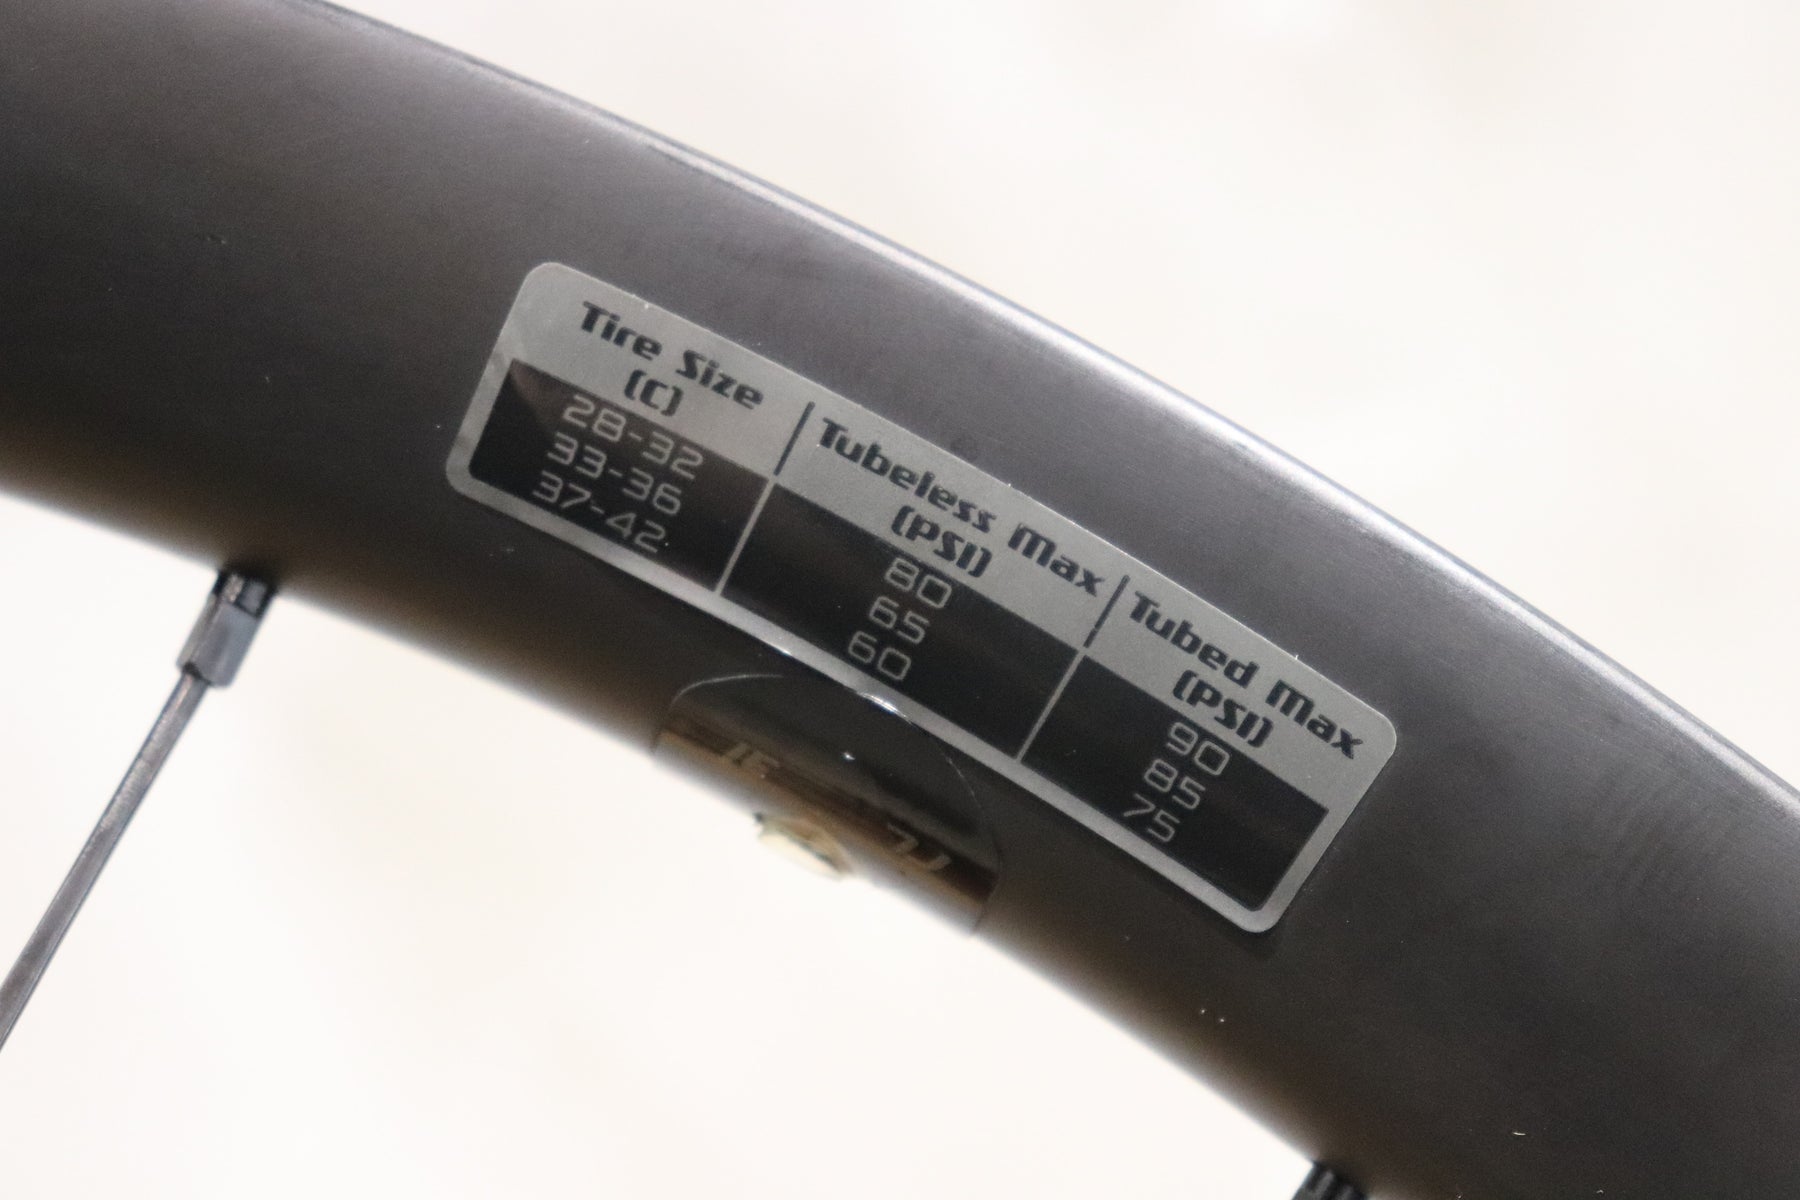 Tire Size (C) Tubeless Max (PSI) Tubed Max (PSI)
28-32 80 90
33-36 65 85
37-42 60 75